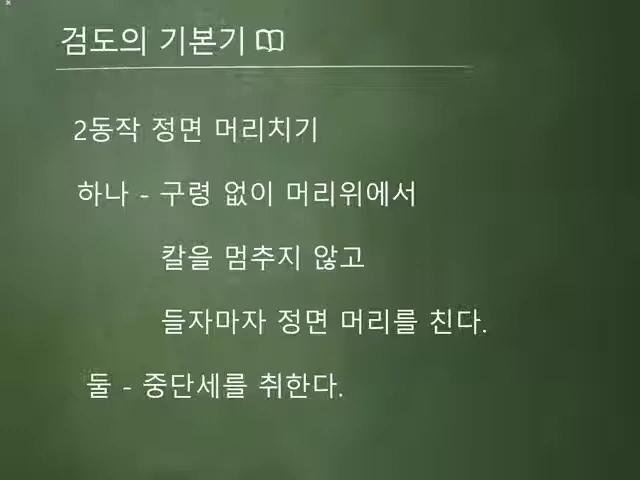 검도의 기본기
2동작 정면 머리치기
하나 - 구령 없이 머리위에서
칼을 멈추지 않고
들자마자 정면 머리를 친다.
둘 - 중단세를 취한다.